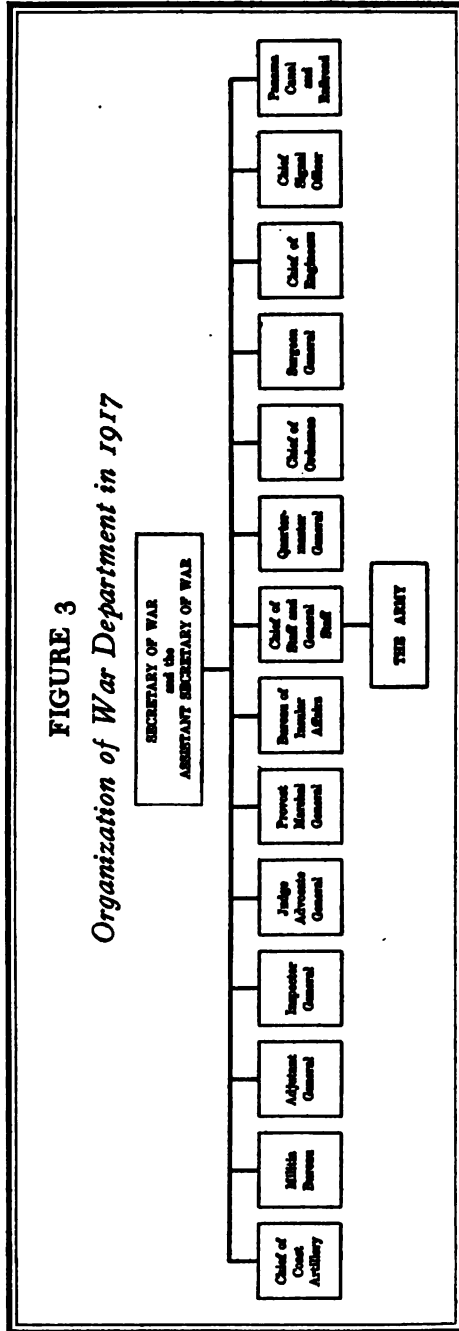 FIGURE 3
Organization of War Department in 1917
SECRETARY OF WAR
and the
ASSISTANT SECRETARY OF WAR
Chief of
Coast
Artillery
Militia
Bureau
Adjutant
General
Inspector
General
Judge
Advocate
General
Provost
Marshal
General
Bureau of
Insular
Affairs
Chief of
Staff and
General
Staff
Quarter-
master
General
Chief of
Ordnance
Surgeon
General
Chief of
Engineers
Chief
Signal
Officer
Panama
Canal
and
Railroad
THE ARMY